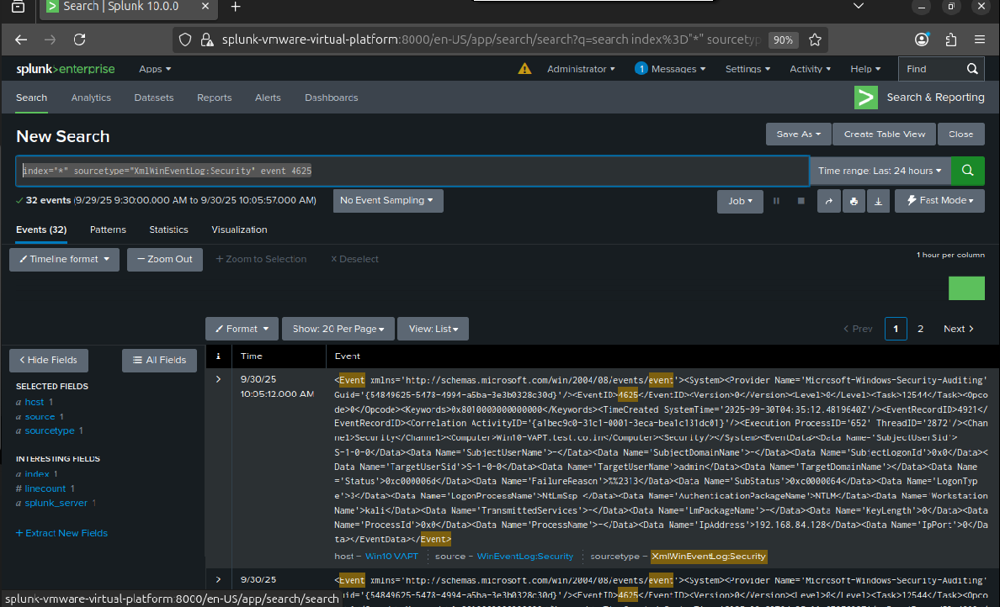 Search | Splunk 10.0.0
splunk-vmware-virtual-platform:8000/en-US/app/search/search?q=search index%3D"*" sourcetyp
90%
splunk>enterprise
Apps
Administrator
1
Messages
Settings
Activity
Help
Find
Search
Analytics
Datasets
Reports
Alerts
Dashboards
Search & Reporting
New Search
Save As
Create Table View
Close
index="*" sourcetype="XmlWinEventLog:Security" event 4625
Time range: Last 24 hours
32 events (9/29/25 9:30:00.000 AM to 9/30/25 10:05:57.000 AM)
No Event Sampling
Job
Fast Mode
Events (32)
Patterns
Statistics
Visualization
Timeline format
— Zoom Out
+ Zoom to Selection
× Deselect
1 hour per column
Format
Show: 20 Per Page
View: List
< Prev
1
2
Next >
< Hide Fields
All Fields
i
Time
Event
SELECTED FIELDS
a host 1
a source 1
a sourcetype 1
INTERESTING FIELDS
a index 1
# linecount 1
a splunk_server 1
+ Extract New Fields
9/30/25
10:05:12.000 AM
<Event xmlns='http://schemas.microsoft.com/win/2004/08/events/event'><System><Provider Name='Microsoft-Windows-Security-Auditing'
Guid='{54849625-5478-4994-a5ba-3e3b0328c30d}'/><EventID>4625</EventID><Version>0</Version><Level>0</Level><Task>12544</Task><Opco
de>0</Opcode><Keywords>0x8010000000000000</Keywords><TimeCreated SystemTime='2025-09-30T04:35:12.4819640Z'/><EventRecordID>4921</
EventRecordID><Correlation ActivityID='{a1bec9c0-31c1-0001-3eca-bea1c131dc01}'/><Execution ProcessID='652' ThreadID='2872'/><Chan
nel>Security</Channel><Computer>Win10-VAPT.test.co.in</Computer><Security/></System><EventData><Data Name='SubjectUserSid'>
S-1-0-0</Data><Data Name='SubjectUserName'>-</Data><Data Name='SubjectDomainName'>-</Data><Data Name='SubjectLogonId'>0x0</Data><
Data Name='TargetUserSid'>S-1-0-0</Data><Data Name='TargetUserName'>admin</Data><Data Name='TargetDomainName'></Data><Data Name
='Status'>0xc000006d</Data><Data Name='FailureReason'>%%2313</Data><Data Name='SubStatus'>0xc0000064</Data><Data Name='LogonTyp
e'>3</Data><Data Name='LogonProcessName'>NtLmSsp </Data><Data Name='AuthenticationPackageName'>NTLM</Data><Data Name='Workstation
Name'>kali</Data><Data Name='TransmittedServices'>-</Data><Data Name='LmPackageName'>-</Data><Data Name='KeyLength'>0</Data><Data
Name='ProcessId'>0x0</Data><Data Name='ProcessName'>-</Data><Data Name='IpAddress'>192.168.84.128</Data><Data Name='IpPort'>0</Da
ta></EventData></Event>
host = Win10-VAPT source = WinEventLog:Security sourcetype = XmlWinEventLog:Security
9/30/25
<Event xmlns='http://schemas.microsoft.com/win/2004/08/events/event'><System><Provider Name='Microsoft-Windows-Security-Auditing'
uid='{54849625-5478-4994-a5ba-3e3b0328c30d}'/><EventID>4625</EventID><Version>0</Version><Level>0</Level><Task>12544</Task><Opco
splunk-vmware-virtual-platform:8000/en-US/app/search/search